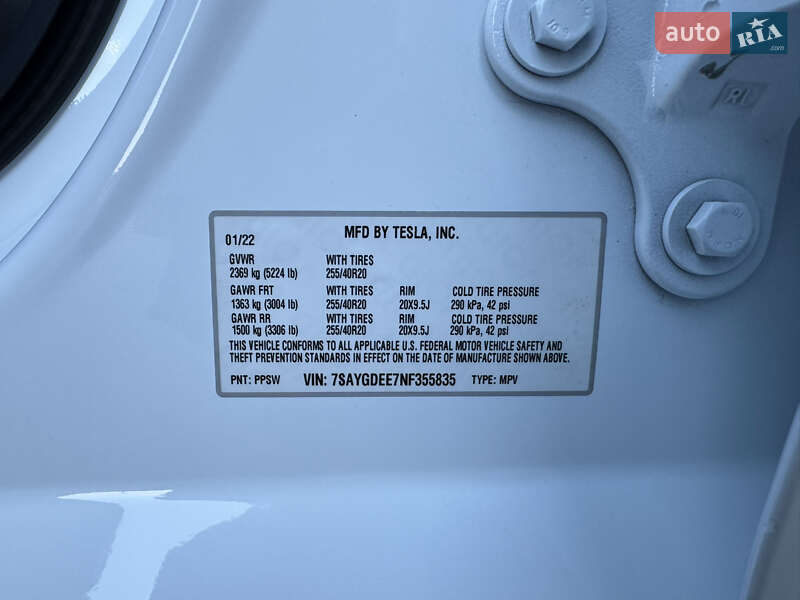 auto RIA.com
RL
01/22 MFD BY TESLA, INC.
GVWR WITH TIRES
2369 kg (5224 lb) 255/40R20
GAWR FRT WITH TIRES RIM COLD TIRE PRESSURE
1363 kg (3004 lb) 255/40R20 20X9.5J 290 kPa, 42 psi
GAWR RR WITH TIRES RIM COLD TIRE PRESSURE
1500 kg (3306 lb) 255/40R20 20X9.5J 290 kPa, 42 psi
THIS VEHICLE CONFORMS TO ALL APPLICABLE U.S. FEDERAL MOTOR VEHICLE SAFETY AND
THEFT PREVENTION STANDARDS IN EFFECT ON THE DATE OF MANUFACTURE SHOWN ABOVE.
PNT: PPSW VIN: 7SAYGDEE7NF355835 TYPE: MPV